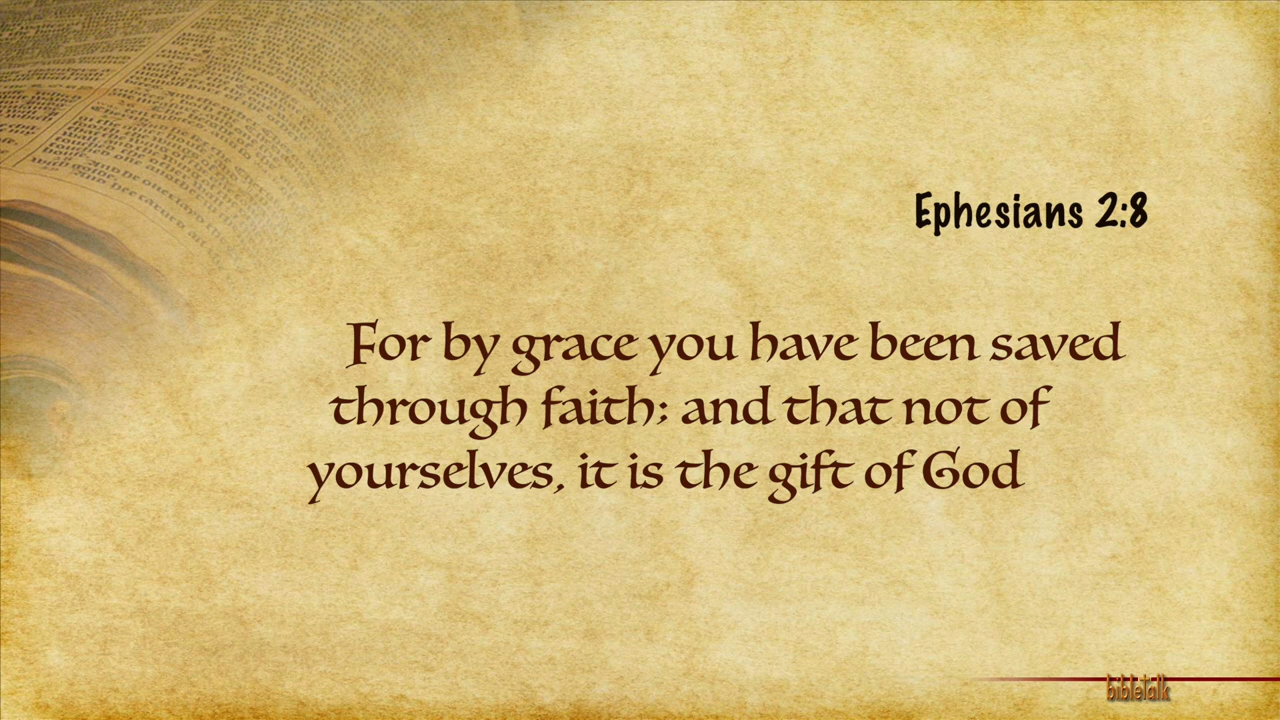 Ephesians 2:8
For by grace you have been saved
through faith; and that not of
yourselves, it is the gift of God
bibletalk